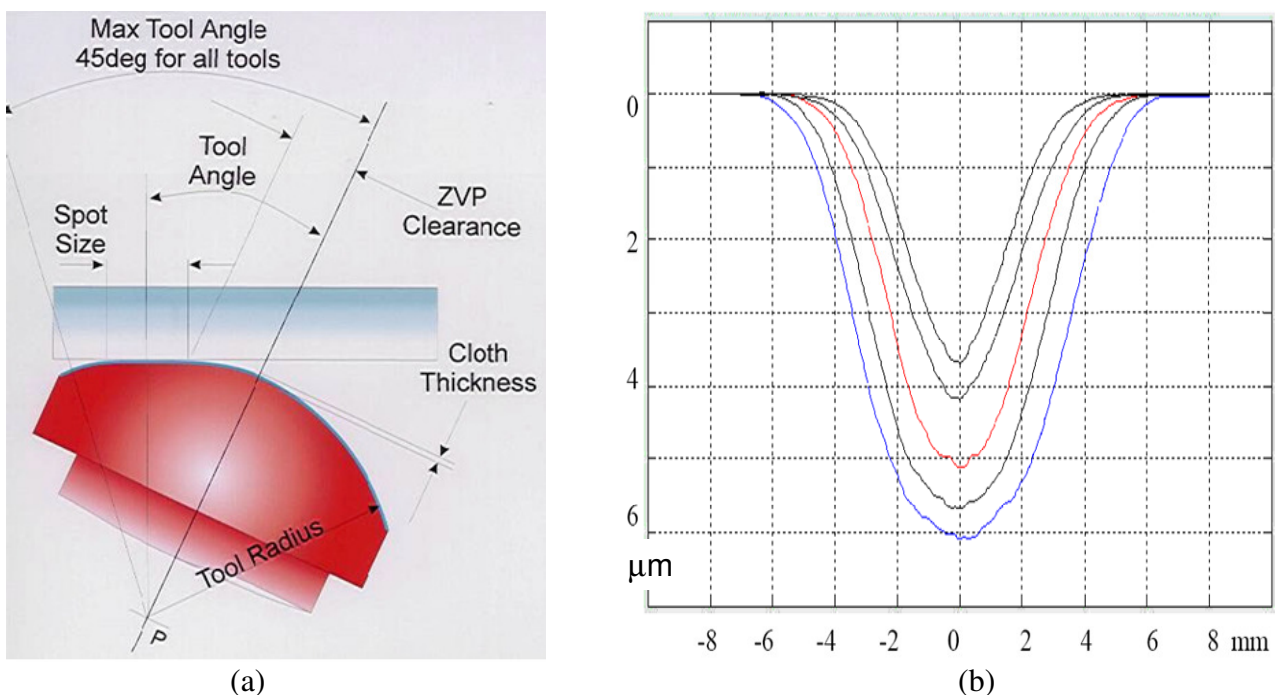 Max Tool Angle
45deg for all tools
Tool
Angle
ZVP
Clearance
Spot
Size
Cloth
Thickness
Tool Radius
P
(a)
0
2
4
6
μm
-8 -6 -4 -2 0 2 4 6 8 mm
(b)